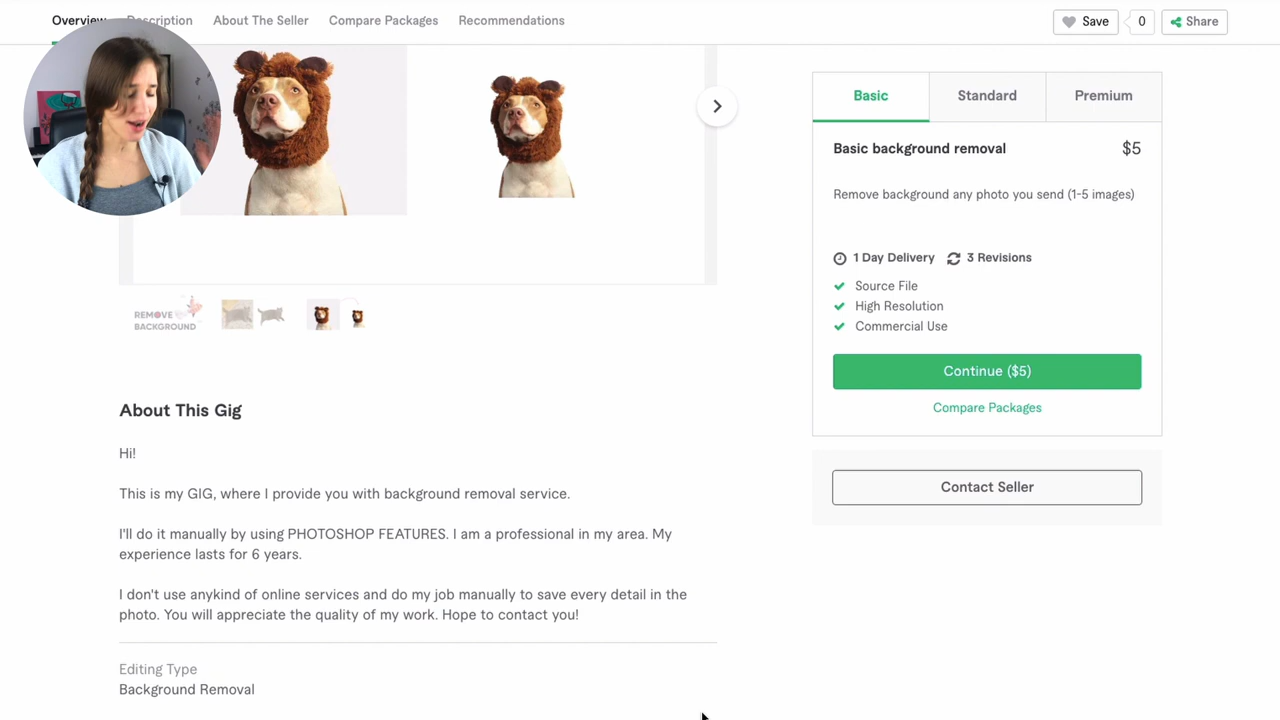 Overview
Description
About The Seller
Compare Packages
Recommendations
Save
0
Share
Basic
Standard
Premium
Basic background removal
$5
Remove background any photo you send (1-5 images)
1 Day Delivery
3 Revisions
Source File
High Resolution
Commercial Use
Continue ($5)
Compare Packages
Contact Seller
REMOVE
BACKGROUND
About This Gig
Hi!
This is my GIG, where I provide you with background removal service.
I'll do it manually by using PHOTOSHOP FEATURES. I am a professional in my area. My
experience lasts for 6 years.
I don't use anykind of online services and do my job manually to save every detail in the
photo. You will appreciate the quality of my work. Hope to contact you!
Editing Type
Background Removal